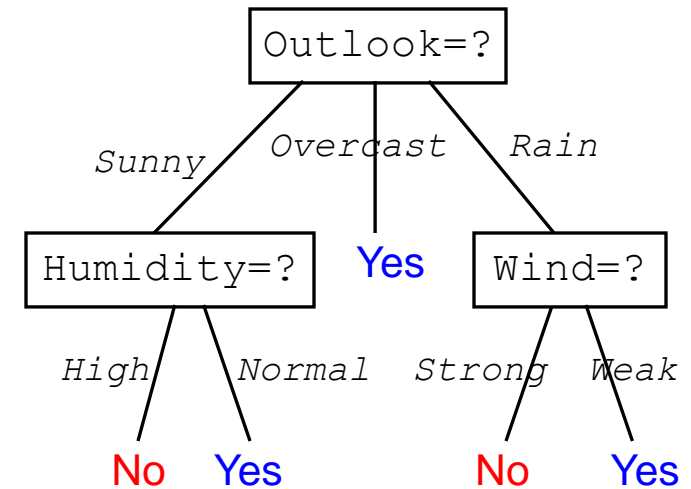 Outlook=?
Sunny Overcast Rain
Humidity=? Yes Wind=?
High Normal Strong Weak
No Yes No Yes